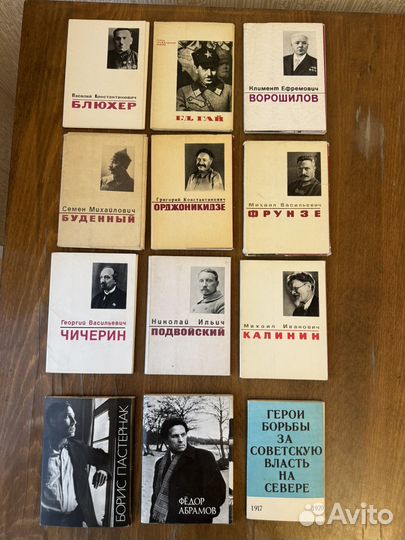 Василий Константинович
БЛЮХЕР
ГД. ГАЙ
Климент Ефремович
ВОРОШИЛОВ
Семен Михайлович
БУДЕННЫЙ
Григорий Константинович
ОРДЖОНИКИДЗЕ
Михаил Васильевич
ФРУНЗЕ
Георгий Васильевич
ЧИЧЕРИН
Николай Ильич
ПОДВОЙСКИЙ
Михаил Иванович
КАЛИНИН
БОРИС ПАСТЕРНАК
ФЁДОР
АБРАМОВ
ГЕРОИ
БОРЬБЫ
ЗА
СОВЕТСКУЮ
ВЛАСТЬ
НА
СЕВЕРЕ
1917 1920
Avito